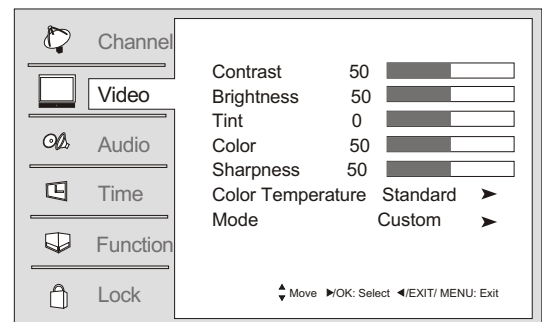 Channel
Video
Audio
Time
Function
Lock
Contrast 50
Brightness 50
Tint 0
Color 50
Sharpness 50
Color Temperature Standard
Mode Custom
Move /OK: Select /EXIT/ MENU: Exit